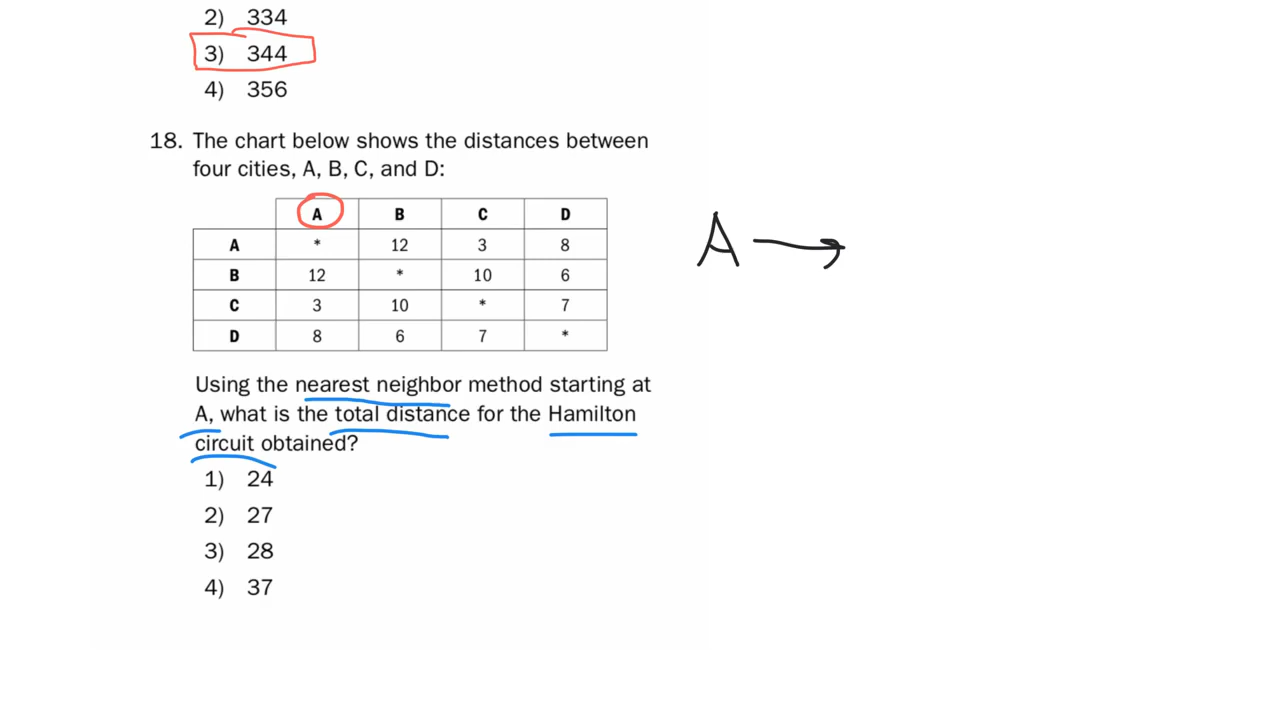 2) 334
3) 344
4) 356
18. The chart below shows the distances between
four cities, A, B, C, and D:
A B C D
A * 12 3 8
B 12 * 10 6
C 3 10 * 7
D 8 6 7 *
A →
Using the nearest neighbor method starting at
A, what is the total distance for the Hamilton
circuit obtained?
1) 24
2) 27
3) 28
4) 37